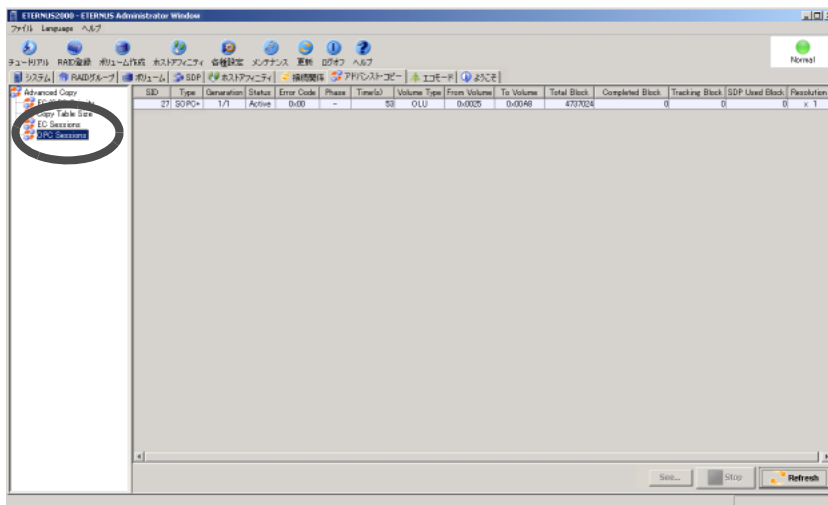 ETERNUS2000 - ETERNUS Administrator Window
ファイル Language ヘルプ
チュートリアル RAID登録 ボリューム作成 ホストアフィニティ 各種設定 メンテナンス 更新 ログオフ ヘルプ
Normal
システム RAIDグループ ボリューム SDP ホストアフィニティ 接続関係 アドバンスト・コピー エコモード ようこそ
Advanced Copy
Copy Table Size
EC Sessions
OPC Sessions
SID Type Generation Status Error Code Phase Time(s) Volume Type From Volume To Volume Total Block Completed Block Tracking Block SDP Used Block Resolution
27 SOPC+ 1/1 Active 0x00 - 53 OLU 0x0025 0x00A8 4737024 0 0 0 x 1
See... Stop Refresh